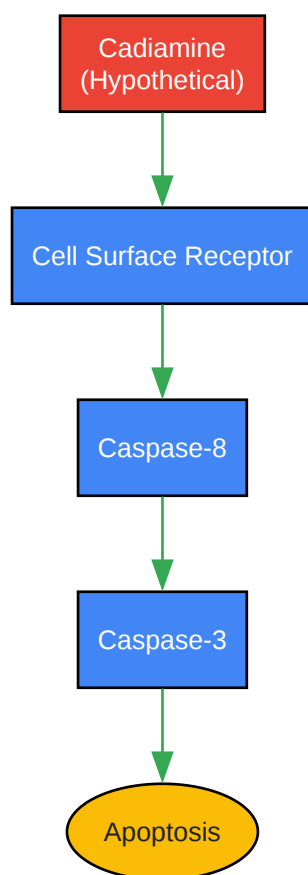 Cadiamine
(Hypothetical)
Cell Surface Receptor
Caspase-8
Caspase-3
Apoptosis